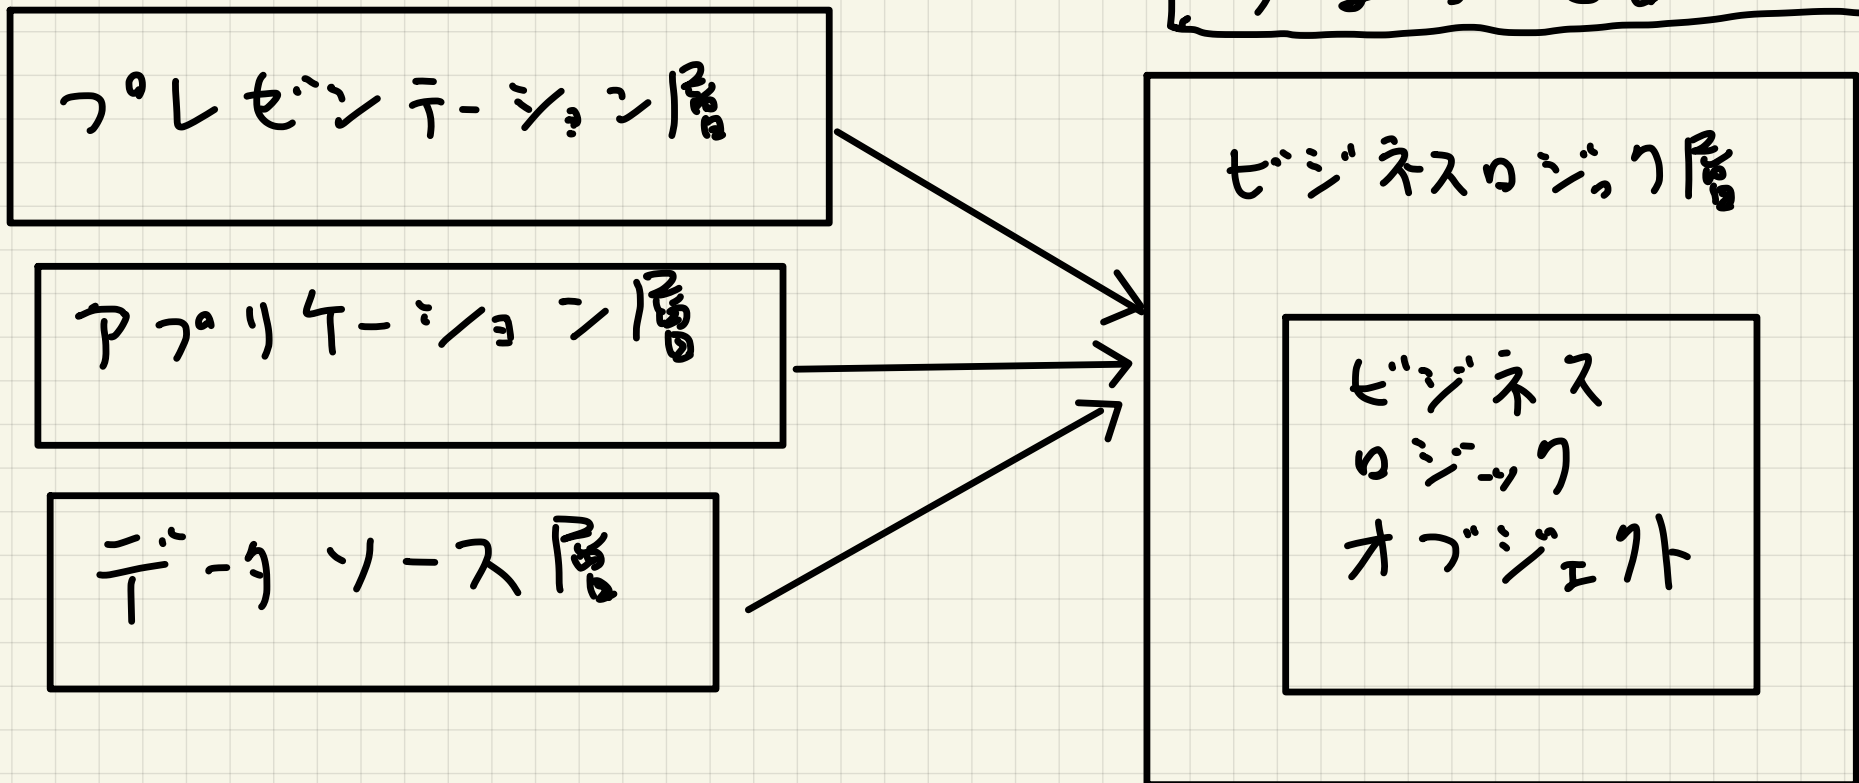 プレゼンテーション層
アプリケーション層
データソース層
ビジネスロジック層
ビジネス
ロジック
オブジェクト